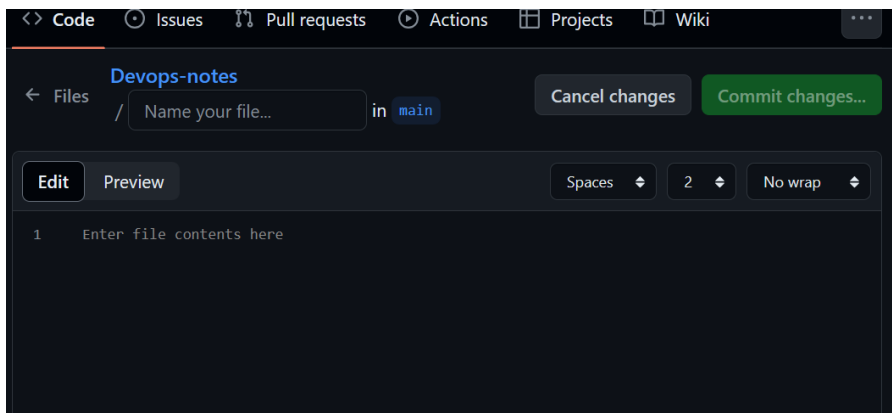 <> Code Issues Pull requests Actions Projects Wiki ...
Devops-notes
← Files / Name your file... in main Cancel changes Commit changes...
Edit Preview Spaces 2 No wrap
1 Enter file contents here